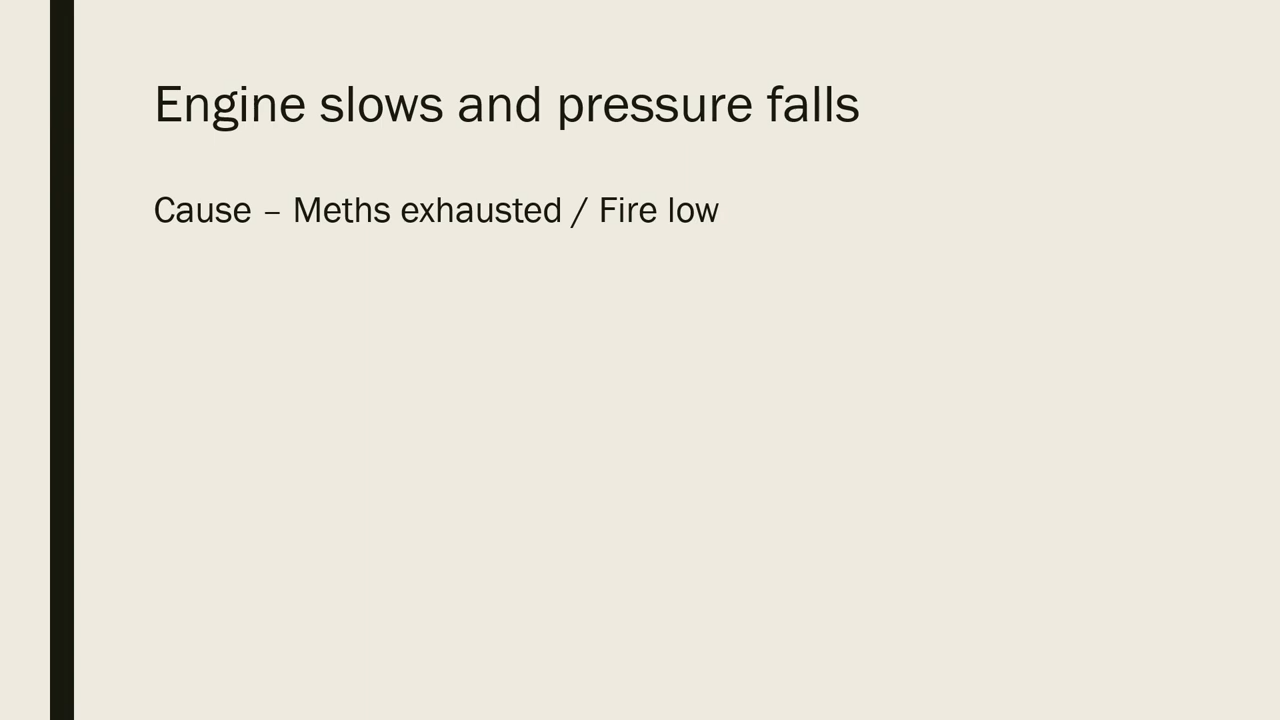 Engine slows and pressure falls
Cause – Meths exhausted / Fire low